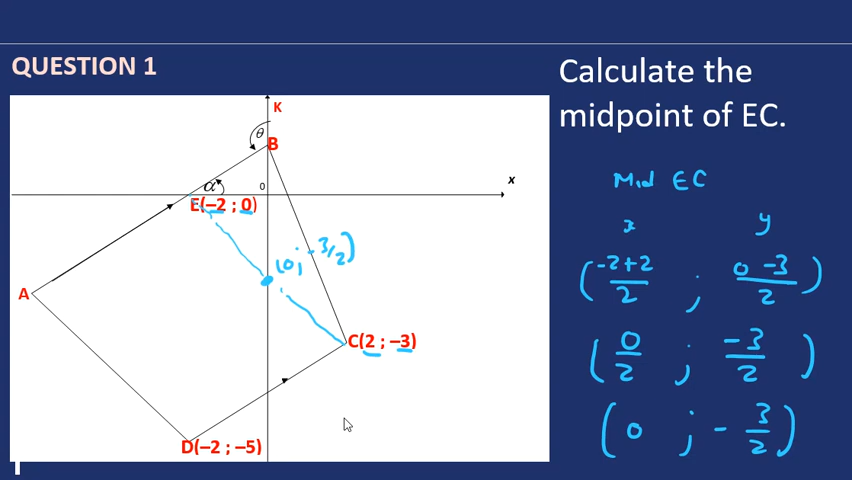 QUESTION 1
Calculate the
midpoint of EC.
K
θ
B
x
0
α
E(–2 ; 0)
(0; -3/2)
A
C(2 ; –3)
D(–2 ; –5)
Mid EC
x y
(-2+2/2 ; 0-3/2)
(0/2 ; -3/2)
(0 ; -3/2)